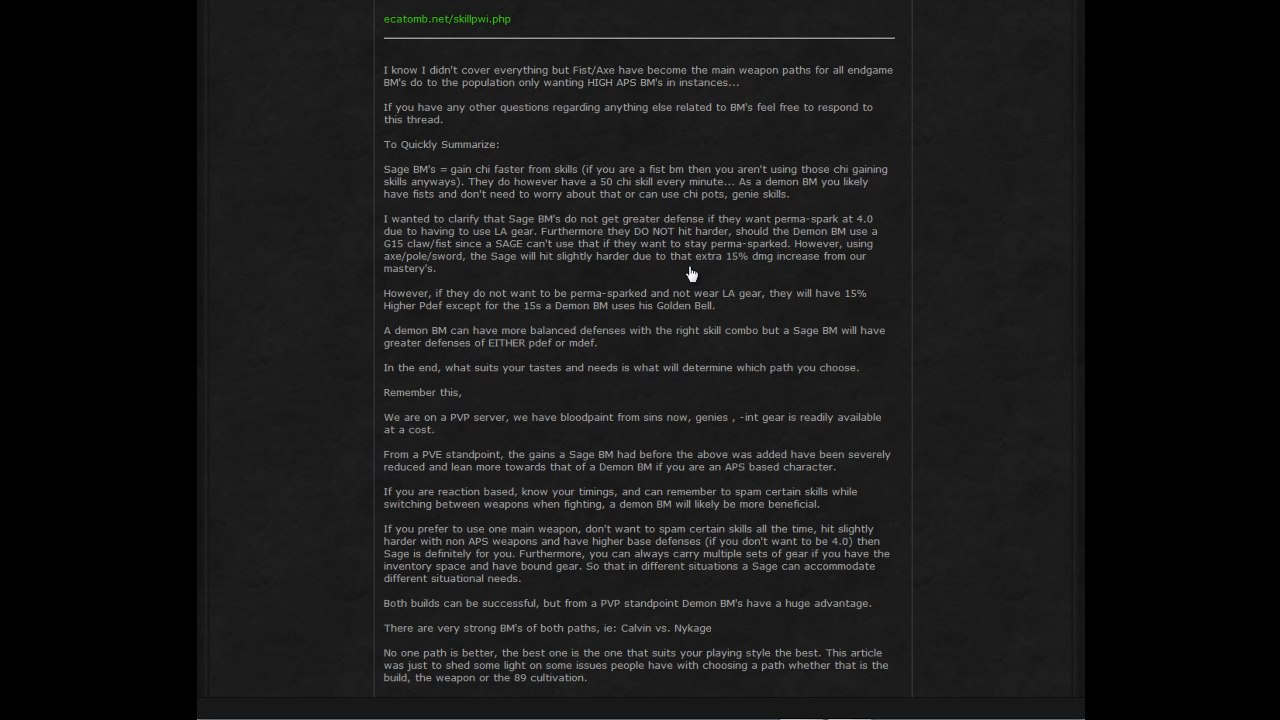 ecatomb.net/skillpwi.php
I know I didn't cover everything but Fist/Axe have become the main weapon paths for all endgame
BM's do to the population only wanting HIGH APS BM's in instances...
If you have any other questions regarding anything else related to BM's feel free to respond to
this thread.
To Quickly Summarize:
Sage BM's = gain chi faster from skills (if you are a fist bm then you aren't using those chi gaining
skills anyways). They do however have a 50 chi skill every minute... As a demon BM you likely
have fists and don't need to worry about that or can use chi pots, genie skills.
I wanted to clarify that Sage BM's do not get greater defense if they want perma-spark at 4.0
due to having to use LA gear. Furthermore they DO NOT hit harder, should the Demon BM use a
G15 claw/fist since a SAGE can't use that if they want to stay perma-sparked. However, using
axe/pole/sword, the Sage will hit slightly harder due to that extra 15% dmg increase from our
mastery's.
However, if they do not want to be perma-sparked and not wear LA gear, they will have 15%
Higher Pdef except for the 15s a Demon BM uses his Golden Bell.
A demon BM can have more balanced defenses with the right skill combo but a Sage BM will have
greater defenses of EITHER pdef or mdef.
In the end, what suits your tastes and needs is what will determine which path you choose.
Remember this,
We are on a PVP server, we have bloodpaint from sins now, genies , -int gear is readily available
at a cost.
From a PVE standpoint, the gains a Sage BM had before the above was added have been severely
reduced and lean more towards that of a Demon BM if you are an APS based character.
If you are reaction based, know your timings, and can remember to spam certain skills while
switching between weapons when fighting, a demon BM will likely be more beneficial.
If you prefer to use one main weapon, don't want to spam certain skills all the time, hit slightly
harder with non APS weapons and have higher base defenses (if you don't want to be 4.0) then
Sage is definitely for you. Furthermore, you can always carry multiple sets of gear if you have the
inventory space and have bound gear. So that in different situations a Sage can accommodate
different situational needs.
Both builds can be successful, but from a PVP standpoint Demon BM's have a huge advantage.
There are very strong BM's of both paths, ie: Calvin vs. Nykage
No one path is better, the best one is the one that suits your playing style the best. This article
was just to shed some light on some issues people have with choosing a path whether that is the
build, the weapon or the 89 cultivation.